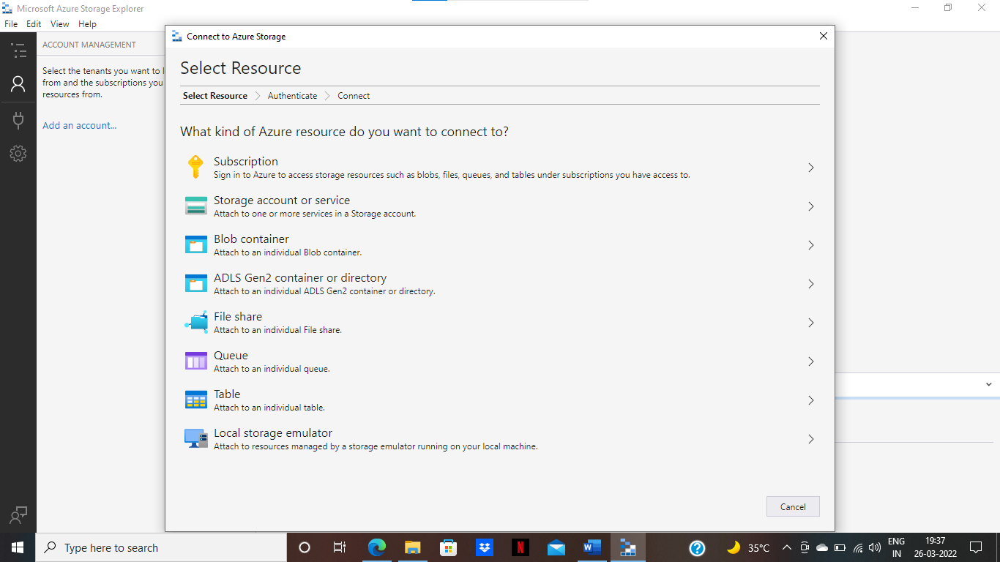 Microsoft Azure Storage Explorer
File Edit View Help
ACCOUNT MANAGEMENT
Select the tenants you want to
from and the subscriptions you
resources from.
Add an account...
Connect to Azure Storage
Select Resource
Select Resource Authenticate Connect
What kind of Azure resource do you want to connect to?
Subscription
Sign in to Azure to access storage resources such as blobs, files, queues, and tables under subscriptions you have access to.
Storage account or service
Attach to one or more services in a Storage account.
Blob container
Attach to an individual Blob container.
ADLS Gen2 container or directory
Attach to an individual ADLS Gen2 container or directory.
File share
Attach to an individual File share.
Queue
Attach to an individual queue.
Table
Attach to an individual table.
Local storage emulator
Attach to resources managed by a storage emulator running on your local machine.
Cancel
Type here to search
N
W
35°C
ENG
IN
19:37
26-03-2022